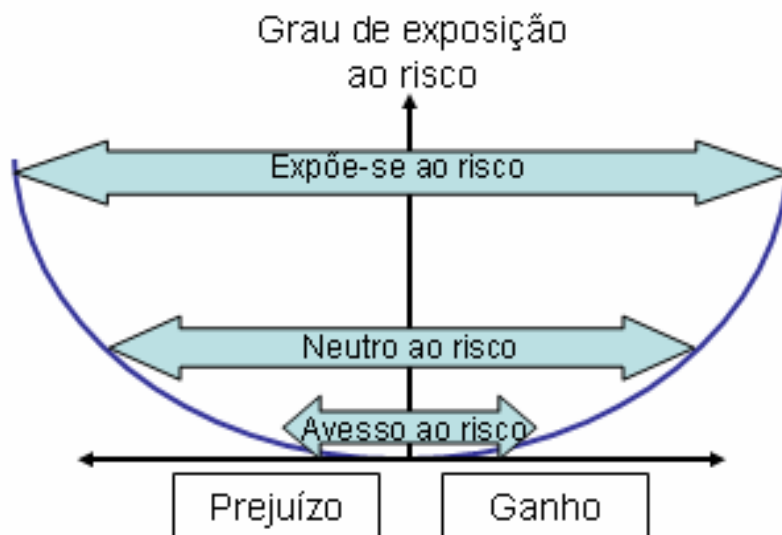 Grau de exposição
ao risco
Expõe-se ao risco
Neutro ao risco
Avesso ao risco
Prejuízo
Ganho